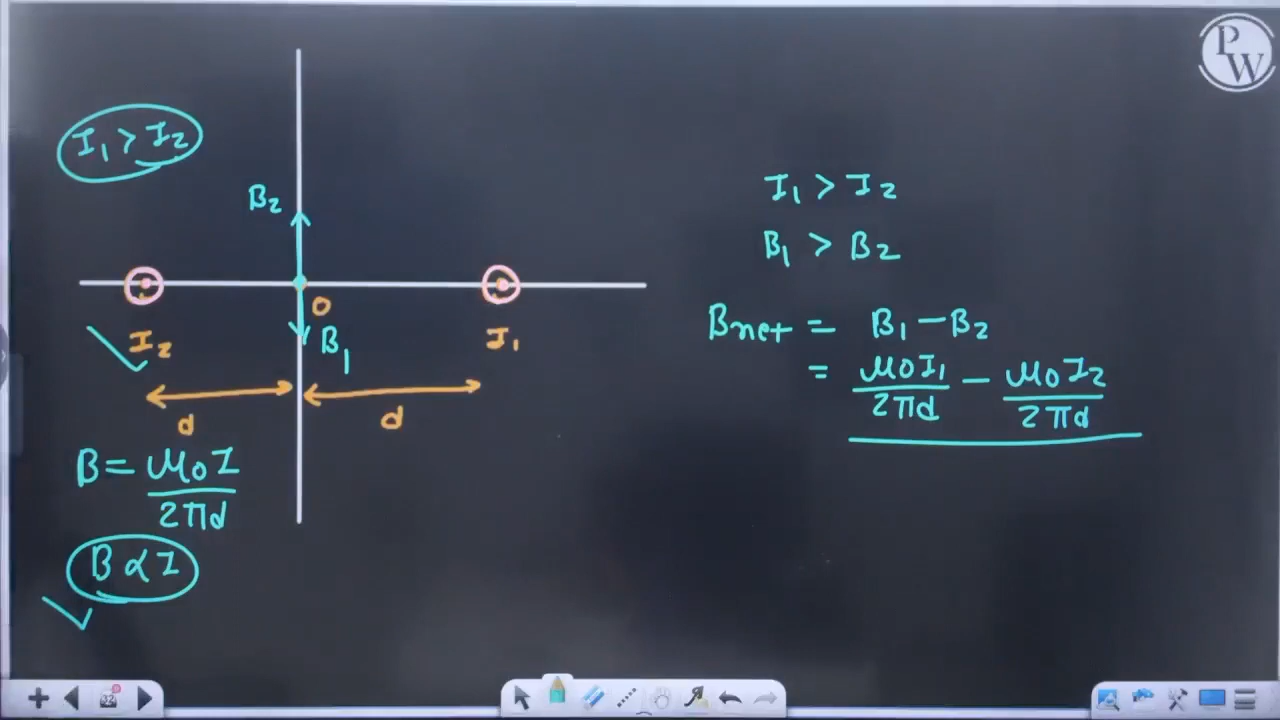 PW
I₁ > I₂
B₂
O
B₁
I₂
I₁
d
d
B = μ₀I / 2πd
B ∝ I
I₁ > I₂
B₁ > B₂
Bnet = B₁ − B₂
= μ₀I₁ / 2πd − μ₀I₂ / 2πd
32